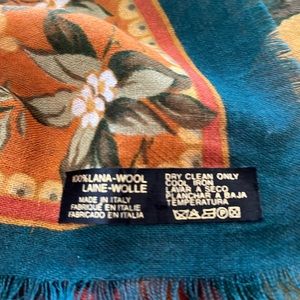 100% LANA-WOOL
LAINE-WOLLE
MADE IN ITALY
FABRIQUÉ EN ITALIE
FABRICADO EN ITALIA
DRY CLEAN ONLY
COOL IRON
LAVAR A SECO
PLANCHAR A BAJA
TEMPERATURA